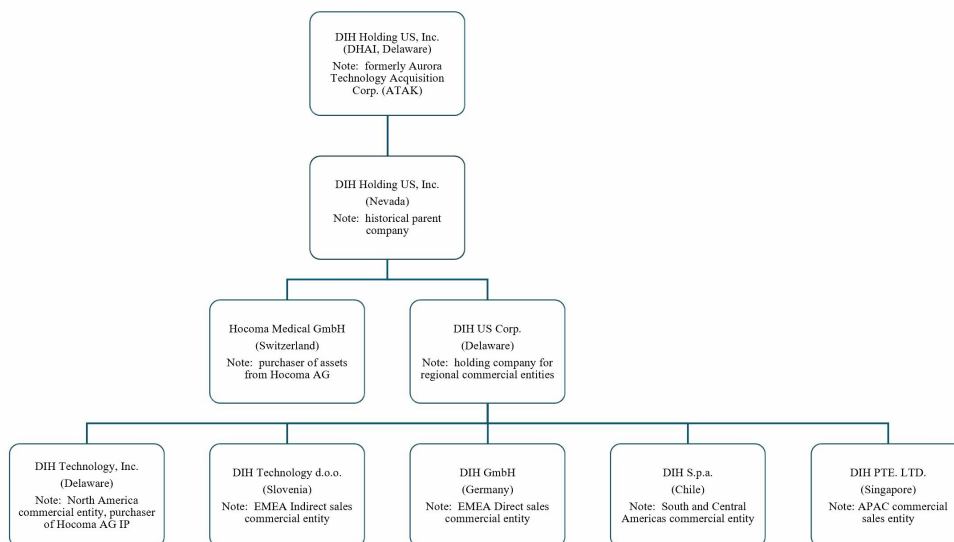 DIH Holding US, Inc.
(DHAI, Delaware)
Note: formerly Aurora
Technology Acquisition
Corp. (ATAK)
DIH Holding US, Inc.
(Nevada)
Note: historical parent
company
Hocoma Medical GmbH
(Switzerland)
Note: purchaser of assets
from Hocoma AG
DIH US Corp.
(Delaware)
Note: holding company for
regional commercial entities
DIH Technology, Inc.
(Delaware)
Note: North America
commercial entity, purchaser
of Hocoma AG IP
DIH Technology d.o.o.
(Slovenia)
Note: EMEA Indirect sales
commercial entity
DIH GmbH
(Germany)
Note: EMEA Direct sales
commercial entity
DIH S.p.a.
(Chile)
Note: South and Central
Americas commercial entity
DIH PTE. LTD.
(Singapore)
Note: APAC commercial
sales entity